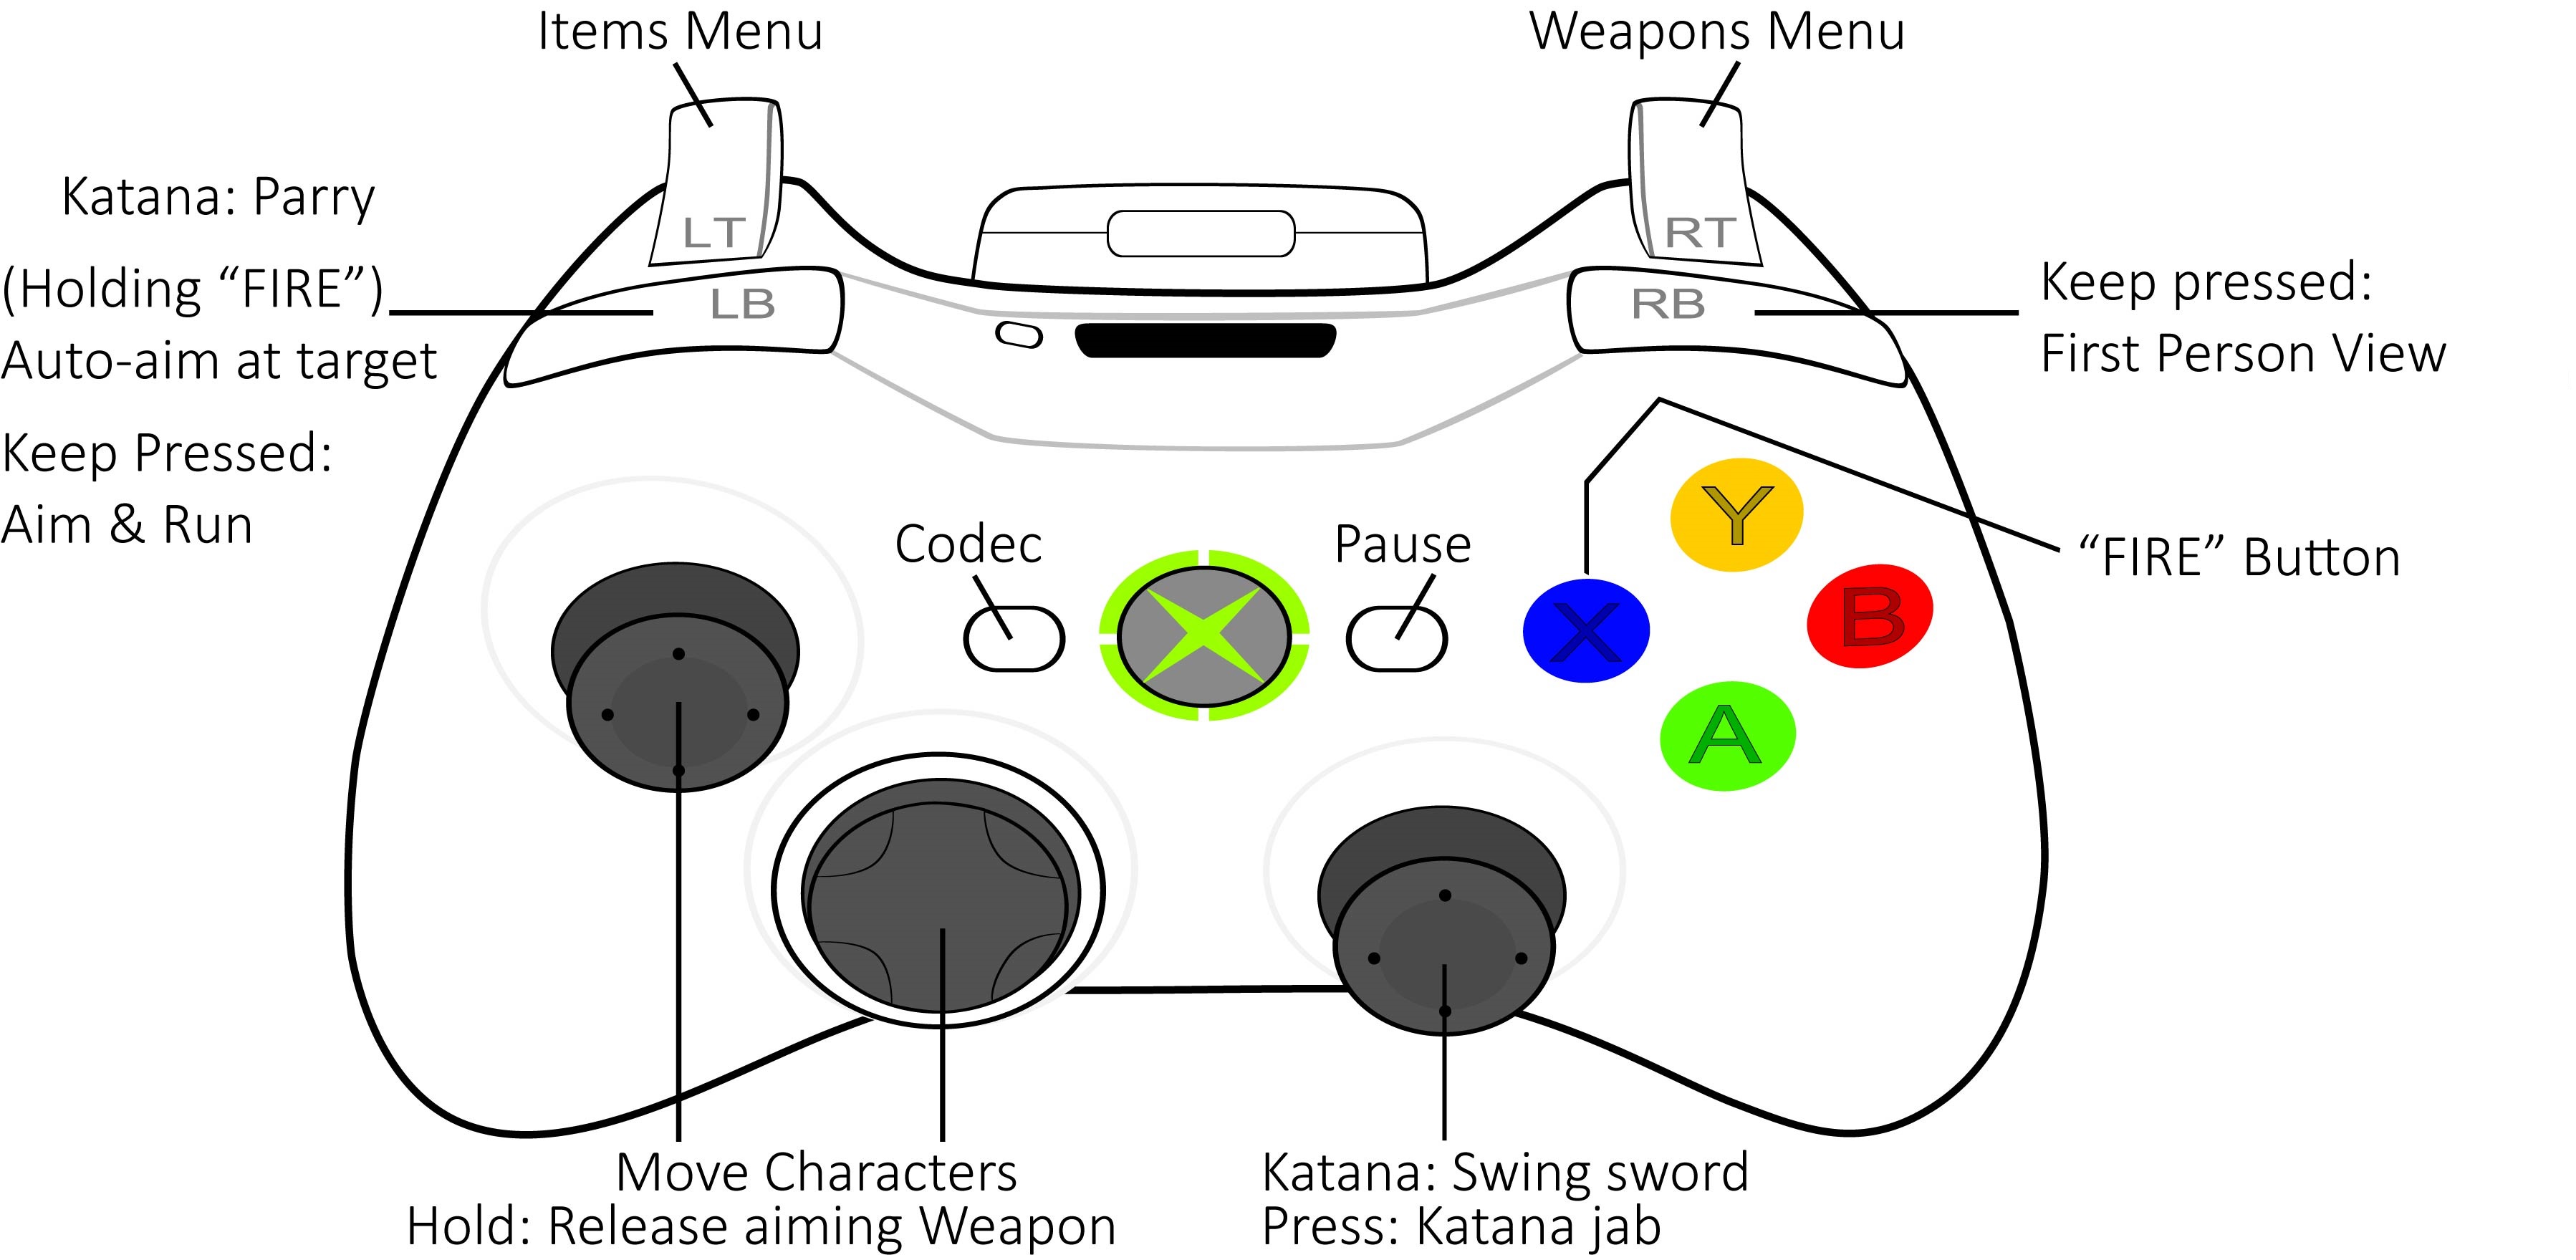 Items Menu
Weapons Menu
Katana: Parry
LT
RT
(Holding “FIRE”)
Auto-aim at target
LB
RB
Keep pressed:
First Person View
Keep Pressed:
Aim & Run
Codec
Pause
Y
X
B
A
“FIRE” Button
Move Characters
Hold: Release aiming Weapon
Katana: Swing sword
Press: Katana jab